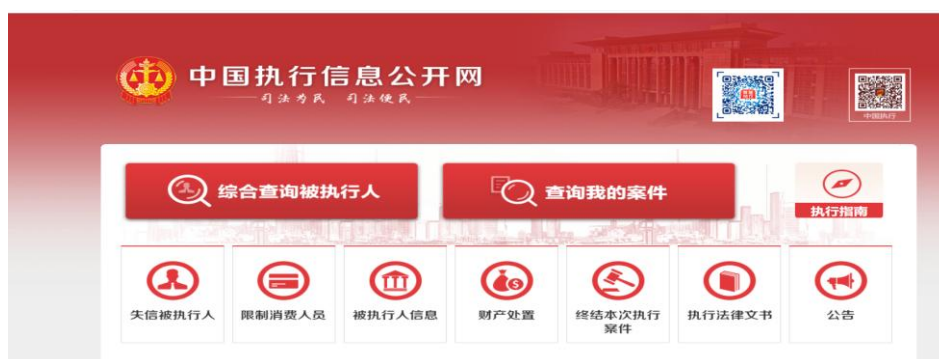 中国执行信息公开网
司法为民 司法便民
中国执行
综合查询被执行人
查询我的案件
执行指南
失信被执行人
限制消费人员
被执行人信息
财产处置
终结本次执行
案件
执行法律文书
公告